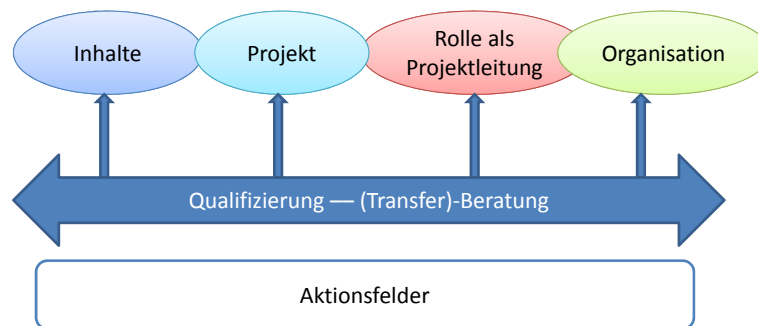 Inhalte
Projekt
Rolle als
Projektleitung
Organisation
Qualifizierung — (Transfer)-Beratung
Aktionsfelder